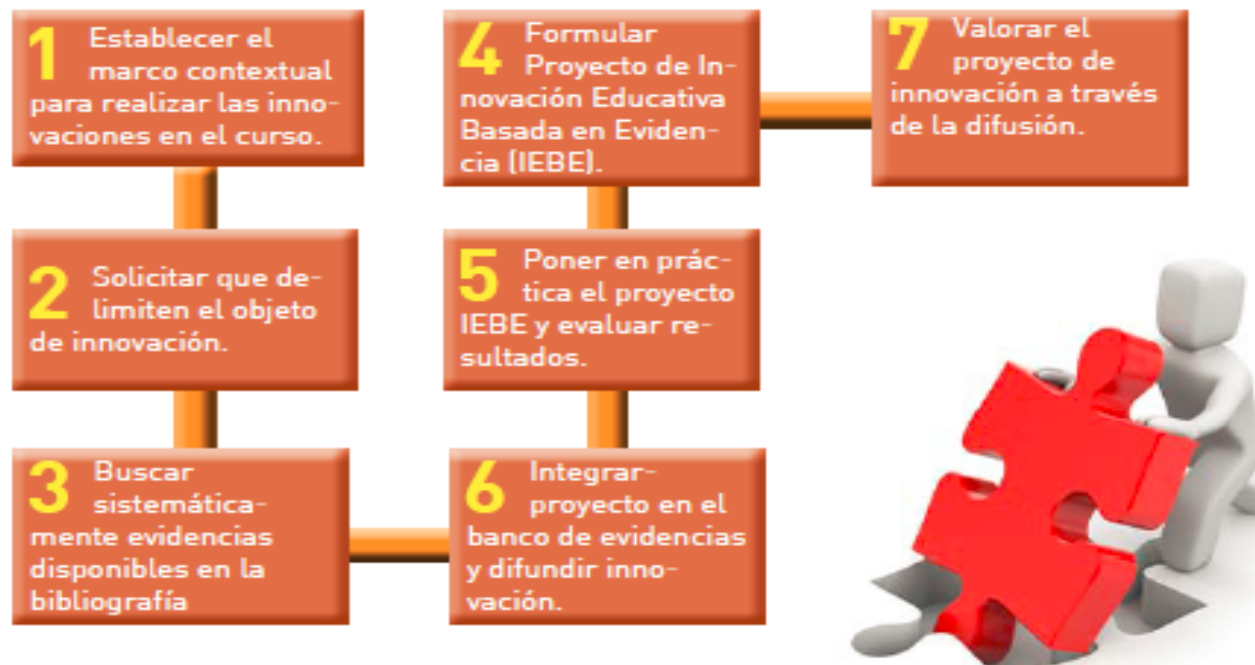 1 Establecer el
marco contextual
para realizar las inno-
vaciones en el curso.
2 Solicitar que de-
limiten el objeto
de innovación.
3 Buscar
sistemática-
mente evidencias
disponibles en la
bibliografía
4 Formular
Proyecto de In-
novación Educativa
Basada en Eviden-
cia (IEBE).
5 Poner en prác-
tica el proyecto
IEBE y evaluar re-
sultados.
6 Integrar-
proyecto en el
banco de evidencias
y difundir inno-
vación.
7 Valorar el
proyecto de
innovación a través
de la difusión.